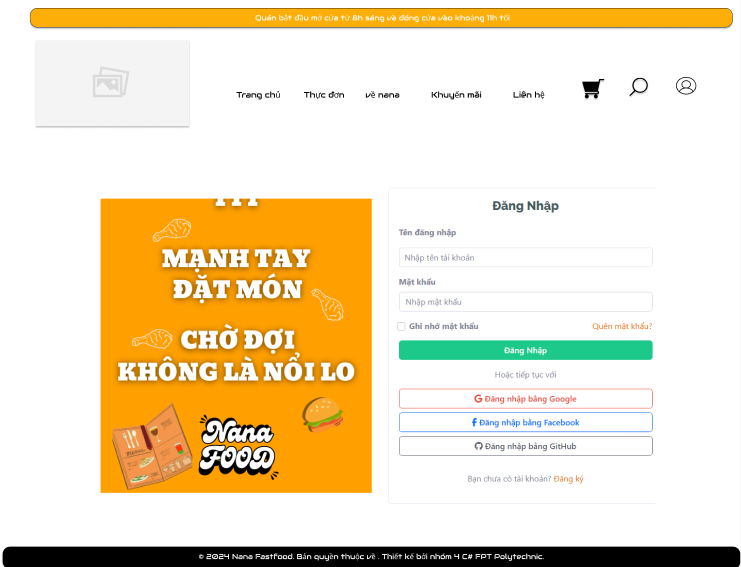 Quán bắt đầu mở cửa từ 8h sáng và đóng cửa vào khoảng 11h tối
Trang chủ
Thực đơn
về nana
Khuyến mãi
Liên hệ
MẠNH TAY
ĐẶT MÓN
CHỜ ĐỢI
KHÔNG LÀ NỔI LO
Nana
FOOD
Đăng Nhập
Tên đăng nhập
Nhập tên tài khoản
Mật khẩu
Nhập mật khẩu
Ghi nhớ mật khẩu
Quên mật khẩu?
Đăng Nhập
Hoặc tiếp tục với
Đăng nhập bằng Google
Đăng nhập bằng Facebook
Đăng nhập bằng GitHub
Bạn chưa có tài khoản? Đăng ký
© 2024 Nana Fastfood. Bản quyền thuộc về . Thiết kế bởi nhóm 4 C# FPT Polytechnic.